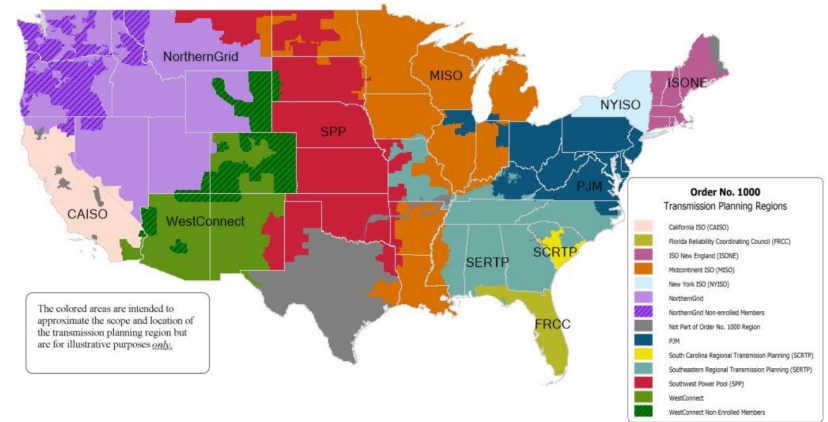 NorthernGrid
MISO
ISONE
NYISO
SPP
PJM
CAISO
WestConnect
SERTP
SCRTP
FRCC
The colored areas are intended to
approximate the scope and location of
the transmission planning region but
are for illustrative purposes only.
Order No. 1000
Transmission Planning Regions
California ISO (CAISO)
Florida Reliability Coordinating Council (FRCC)
ISO New England (ISONE)
Midcontinent ISO (MISO)
New York ISO (NYISO)
NorthernGrid
NorthernGrid Non-enrolled Members
Not Part of Order No. 1000 Region
PJM
South Carolina Regional Transmision Planning (SCRTP)
Southeastern Regional Transmission Planning (SERTP)
Southwest Power Pool (SPP)
WestConnect
WestConnect Non-Enrolled Members